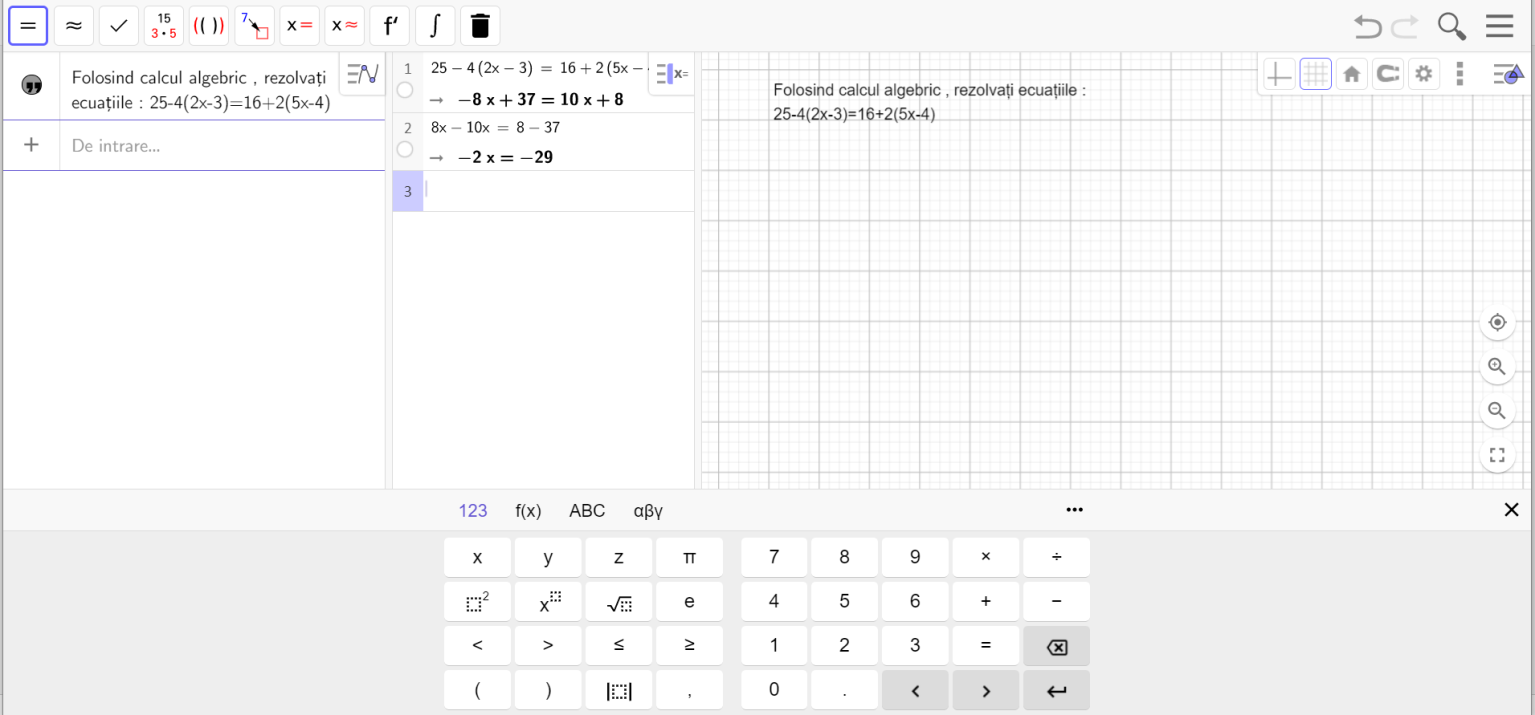 = ≈ ✓ 15 3·5 (( )) 7 x= x≈ f′ ∫
Folosind calcul algebric , rezolvați
ecuațiile : 25-4(2x-3)=16+2(5x-4)
+ De intrare...
1 25 – 4 (2x – 3) = 16 + 2 (5x –
x=
→ –8 x + 37 = 10 x + 8
2 8x – 10x = 8 – 37
→ –2 x = –29
3
Folosind calcul algebric , rezolvați ecuațiile :
25-4(2x-3)=16+2(5x-4)
123 f(x) ABC αβγ ...
x y z π 7 8 9 × ÷
2 x √ e 4 5 6 + −
< > ≤ ≥ 1 2 3 =
( ) | | , 0 . < >